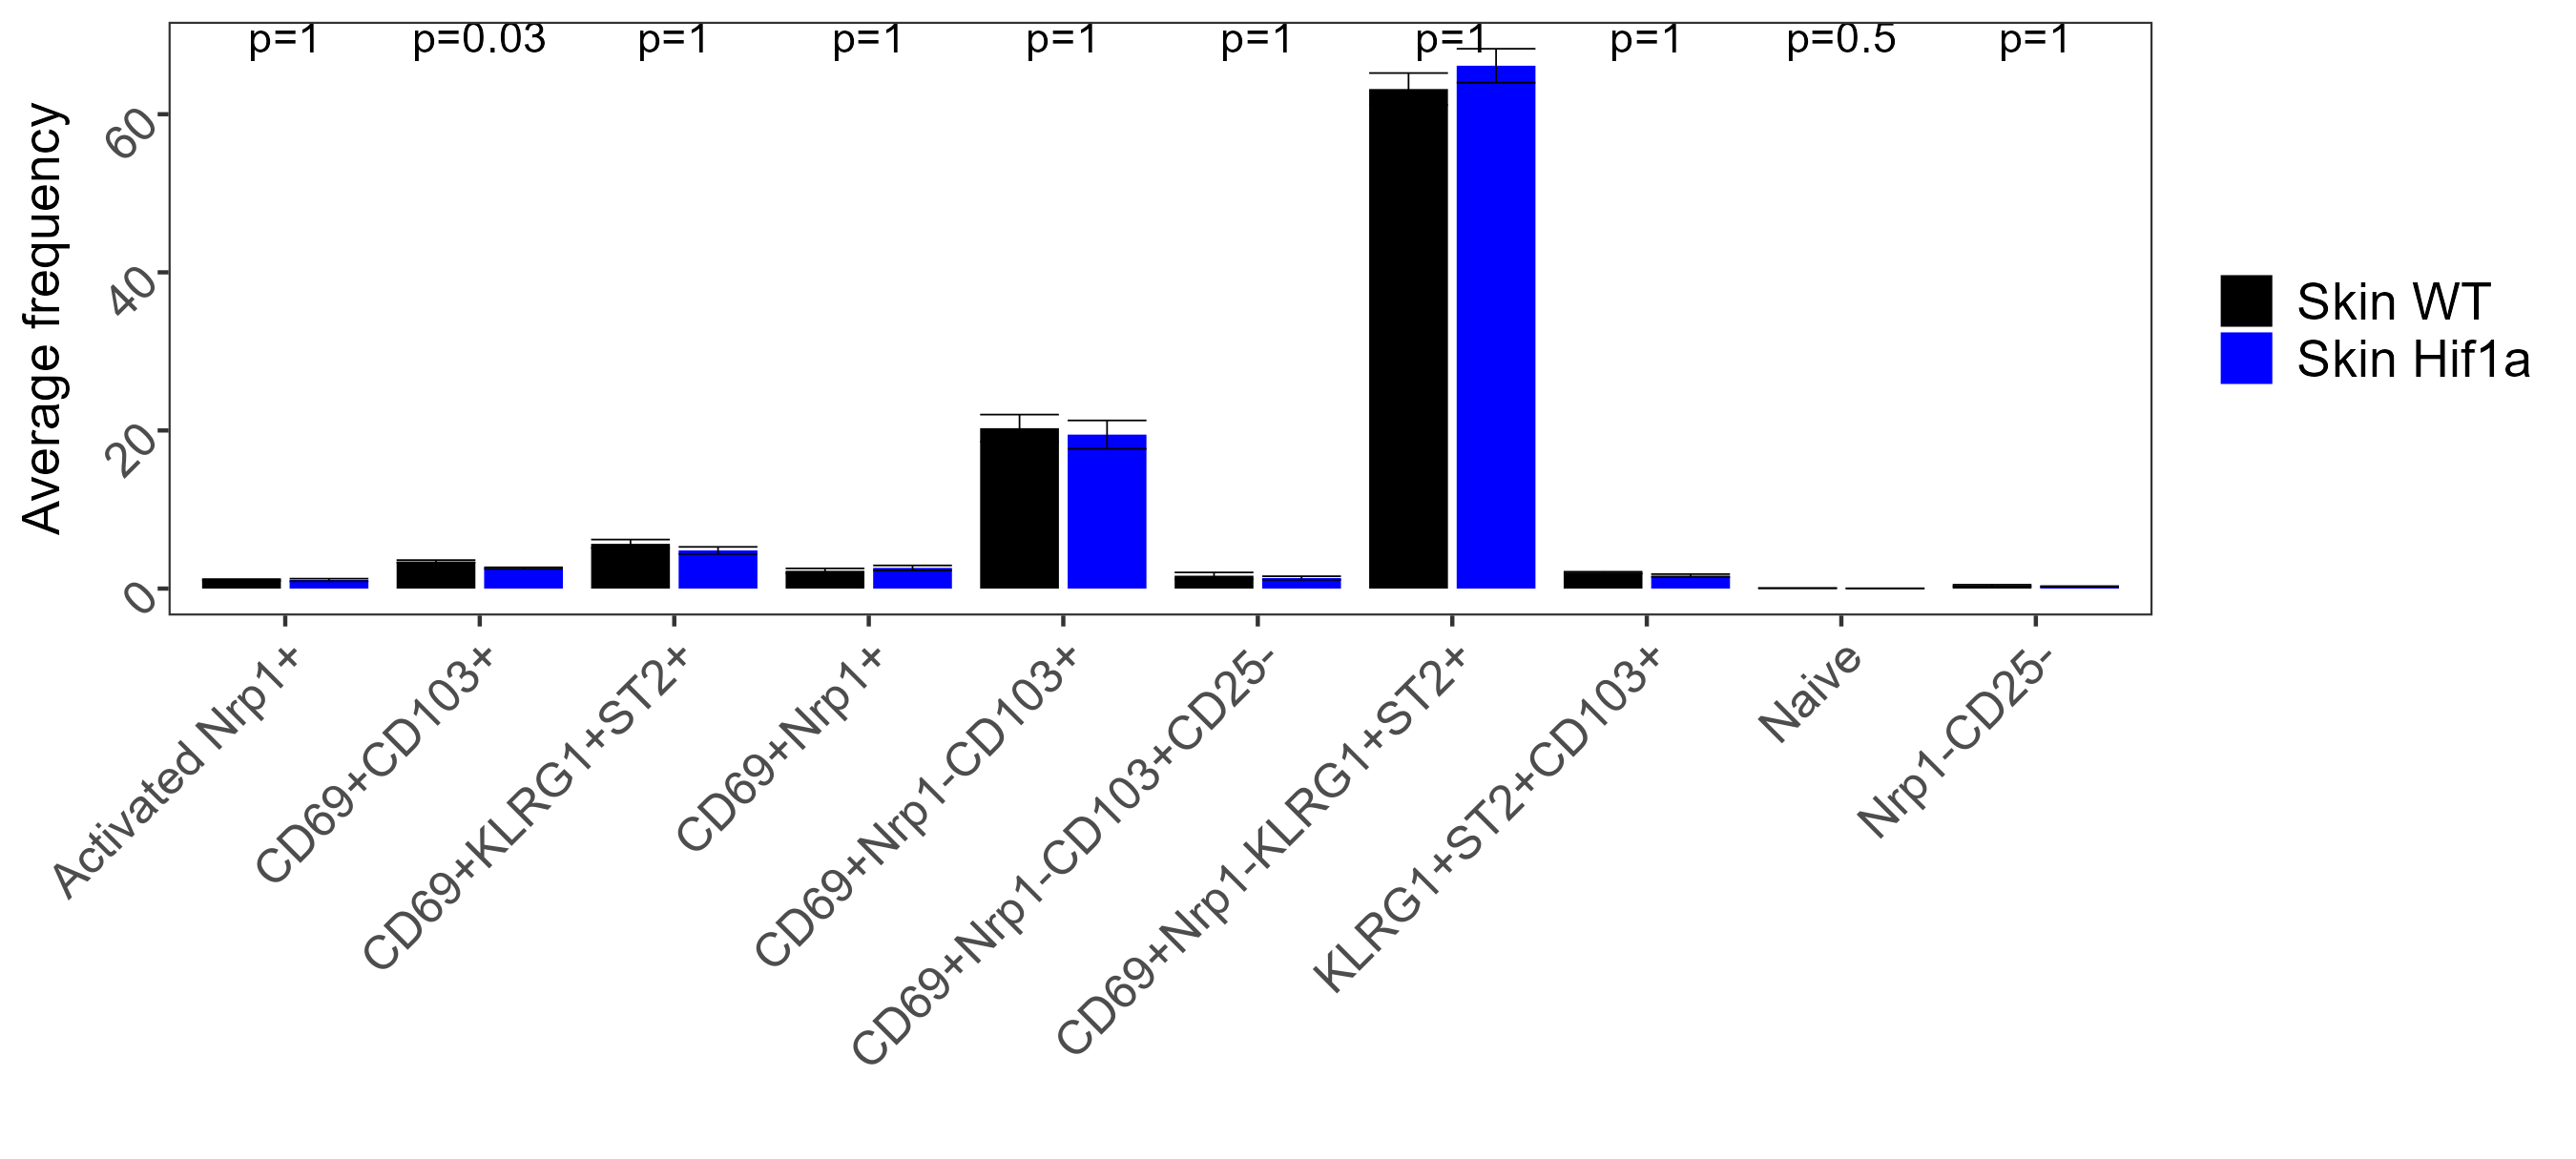 p=1 p=0.03 p=1 p=1 p=1 p=1 p=1 p=1 p=0.5 p=1
Average frequency
60
40
20
0
Skin WT
Skin Hif1a
Activated Nrp1+
CD69+CD103+
CD69+KLRG1+ST2+
CD69+Nrp1+
CD69+Nrp1-CD103+
CD69+Nrp1-CD103+CD25-
CD69+Nrp1-KLRG1+ST2+
KLRG1+ST2+CD103+
Naive
Nrp1-CD25-